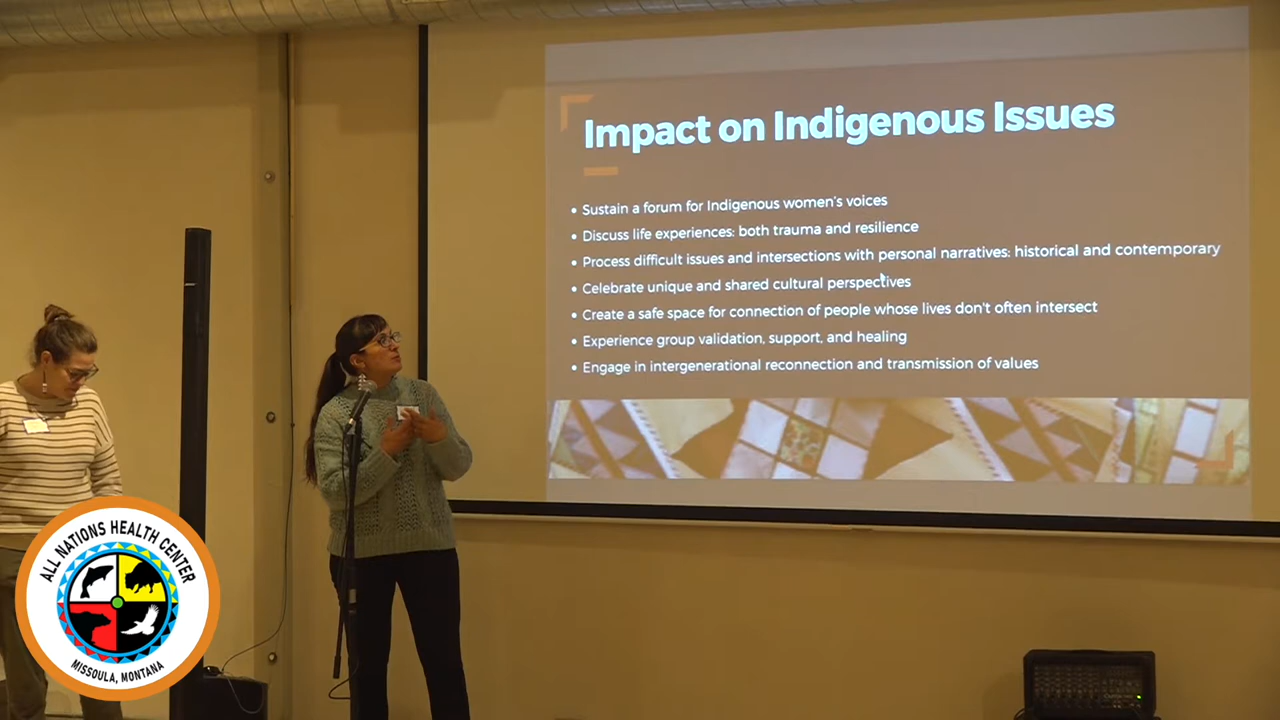 Impact on Indigenous Issues
• Sustain a forum for Indigenous women's voices
• Discuss life experiences: both trauma and resilience
• Process difficult issues and intersections with personal narratives: historical and contemporary
• Celebrate unique and shared cultural perspectives
• Create a safe space for connection of people whose lives don't often intersect
• Experience group validation, support, and healing
• Engage in intergenerational reconnection and transmission of values
ALL NATIONS HEALTH CENTER
MISSOULA, MONTANA